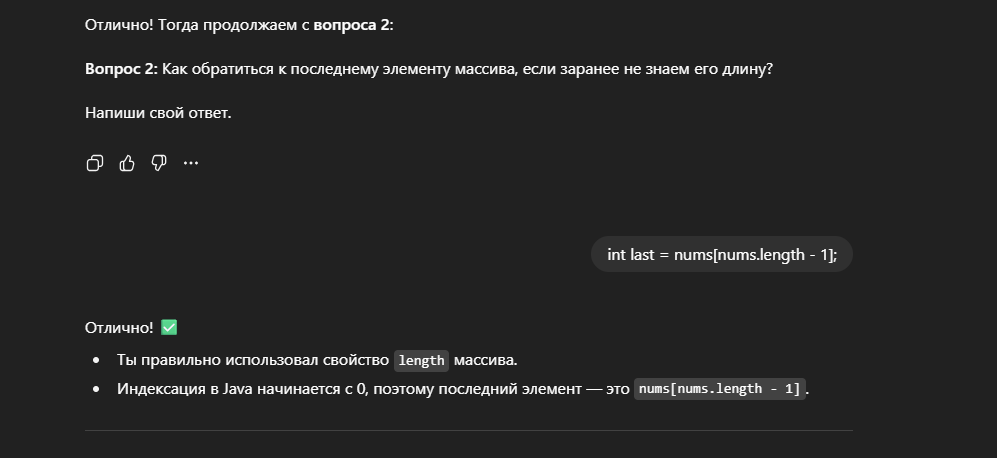 Отлично! Тогда продолжаем с вопроса 2:
Вопрос 2: Как обратиться к последнему элементу массива, если заранее не знаем его длину?
Напиши свой ответ.
int last = nums[nums.length - 1];
Отлично! ✅
• Ты правильно использовал свойство length массива.
• Индексация в Java начинается с 0, поэтому последний элемент — это nums[nums.length - 1].